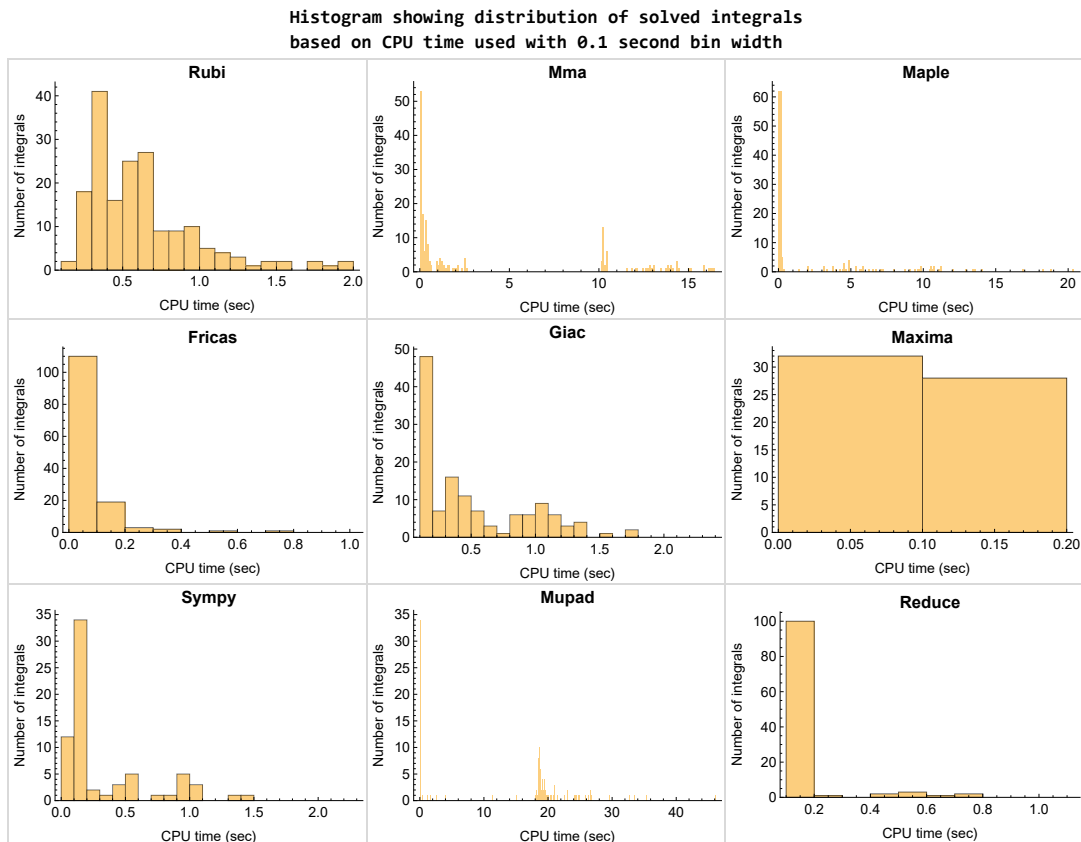 Histogram showing distribution of solved integrals
based on CPU time used with 0.1 second bin width
Rubi
Number of integrals
40
30
20
10
0
0.5 1.0 1.5 2.0
CPU time (sec)
Mma
Number of integrals
50
40
30
20
10
0
0 5 10 15
CPU time (sec)
Maple
Number of integrals
60
50
40
30
20
10
0
0 5 10 15 20
CPU time (sec)
Fricas
Number of integrals
100
80
60
40
20
0
0.0 0.2 0.4 0.6 0.8 1.0
CPU time (sec)
Giac
Number of integrals
50
40
30
20
10
0
0.5 1.0 1.5 2.0
CPU time (sec)
Maxima
Number of integrals
30
25
20
15
10
5
0
0.00 0.05 0.10 0.15 0.20
CPU time (sec)
Sympy
Number of integrals
35
30
25
20
15
10
5
0
0.0 0.5 1.0 1.5 2.0
CPU time (sec)
Mupad
Number of integrals
35
30
25
20
15
10
5
0
0 10 20 30 40
CPU time (sec)
Reduce
Number of integrals
100
80
60
40
20
0
0.2 0.4 0.6 0.8 1.0
CPU time (sec)